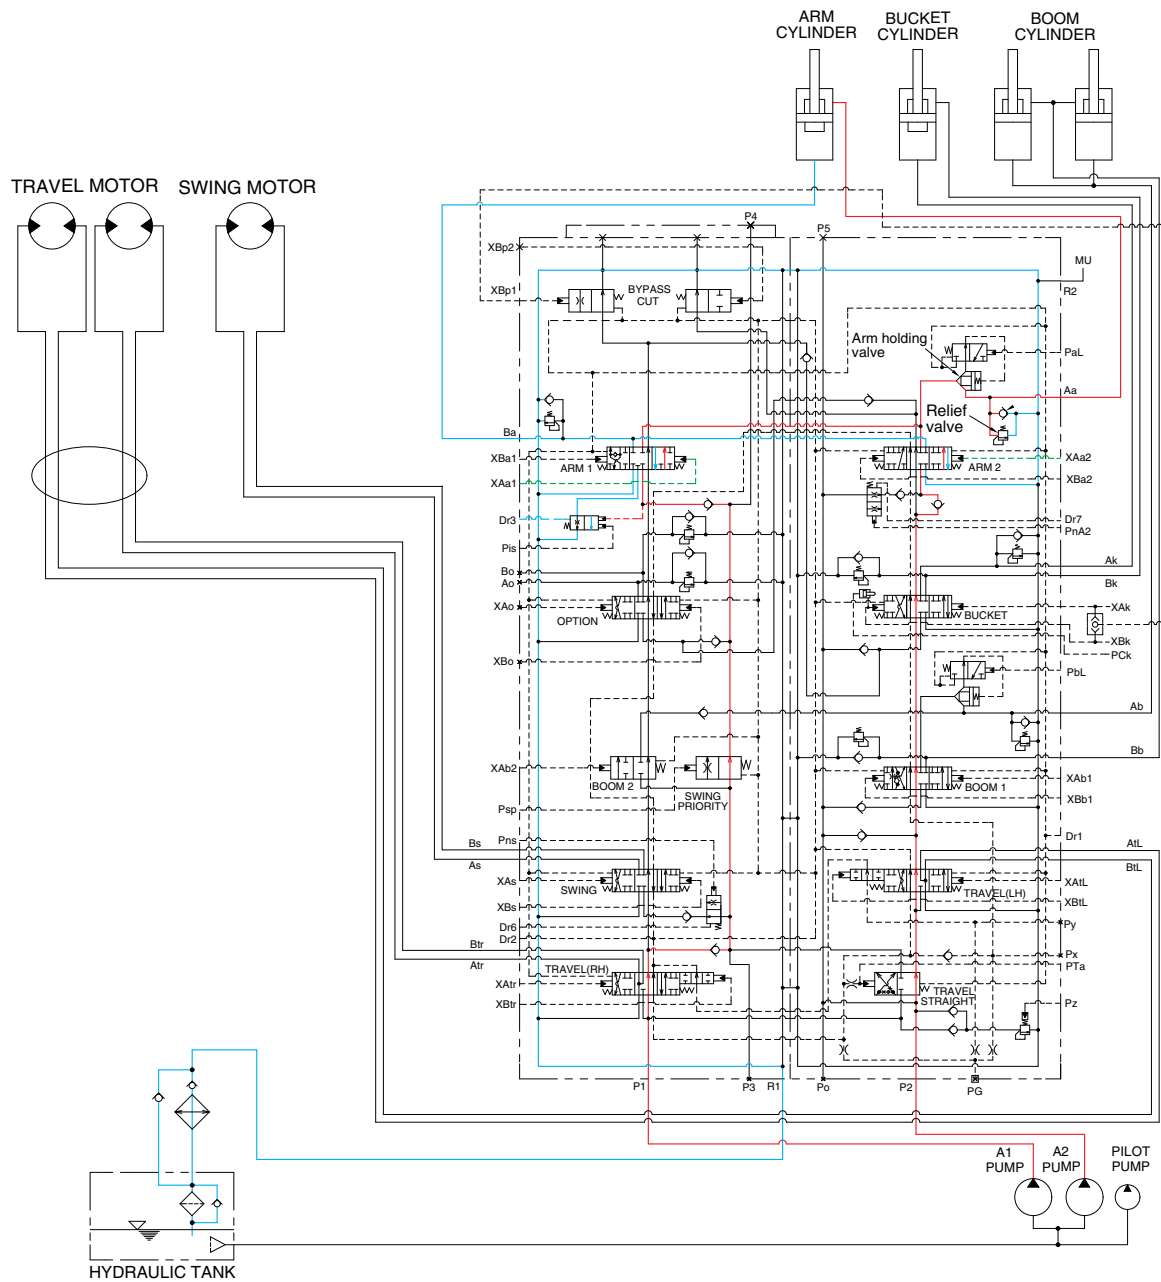 ARM
CYLINDER
BUCKET
CYLINDER
BOOM
CYLINDER
TRAVEL MOTOR
SWING MOTOR
P4
P5
XBp2
MU
XBp1
BYPASS
CUT
R2
Arm holding
valve
PaL
Aa
Relief
valve
Ba
XBa1
ARM 1
ARM 2
XAa2
XAa1
XBa2
Dr3
Dr7
PnA2
Pis
Ak
Bo
Ao
Bk
XAo
OPTION
BUCKET
XAk
XBk
XBo
PCk
PbL
Ab
Bb
XAb2
BOOM 2
SWING
PRIORITY
BOOM 1
XAb1
XBb1
Psp
Pns
Dr1
Bs
AtL
As
BtL
XAs
SWING
TRAVEL(LH)
XAtL
XBs
XBtL
Dr6
Dr2
Py
Btr
Px
Atr
TRAVEL(RH)
PTa
XAtr
TRAVEL
STRAIGHT
XBtr
Pz
P1
P3
R1
Po
P2
PG
A1
PUMP
A2
PUMP
PILOT
PUMP
HYDRAULIC TANK